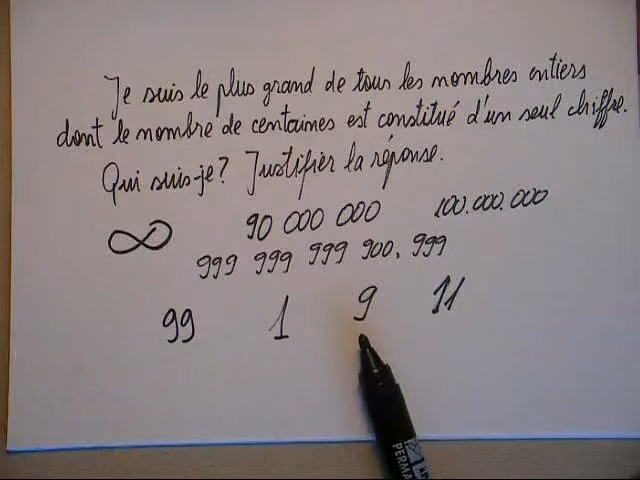 Je suis le plus grand de tous les nombres entiers
dont le nombre de centaines est constitué d'un seul chiffre.
Qui suis-je? Justifier la réponse.
∞ 90 000 000 100.000.000
999 999 999 900, 999
99 1 9 11
PERMA